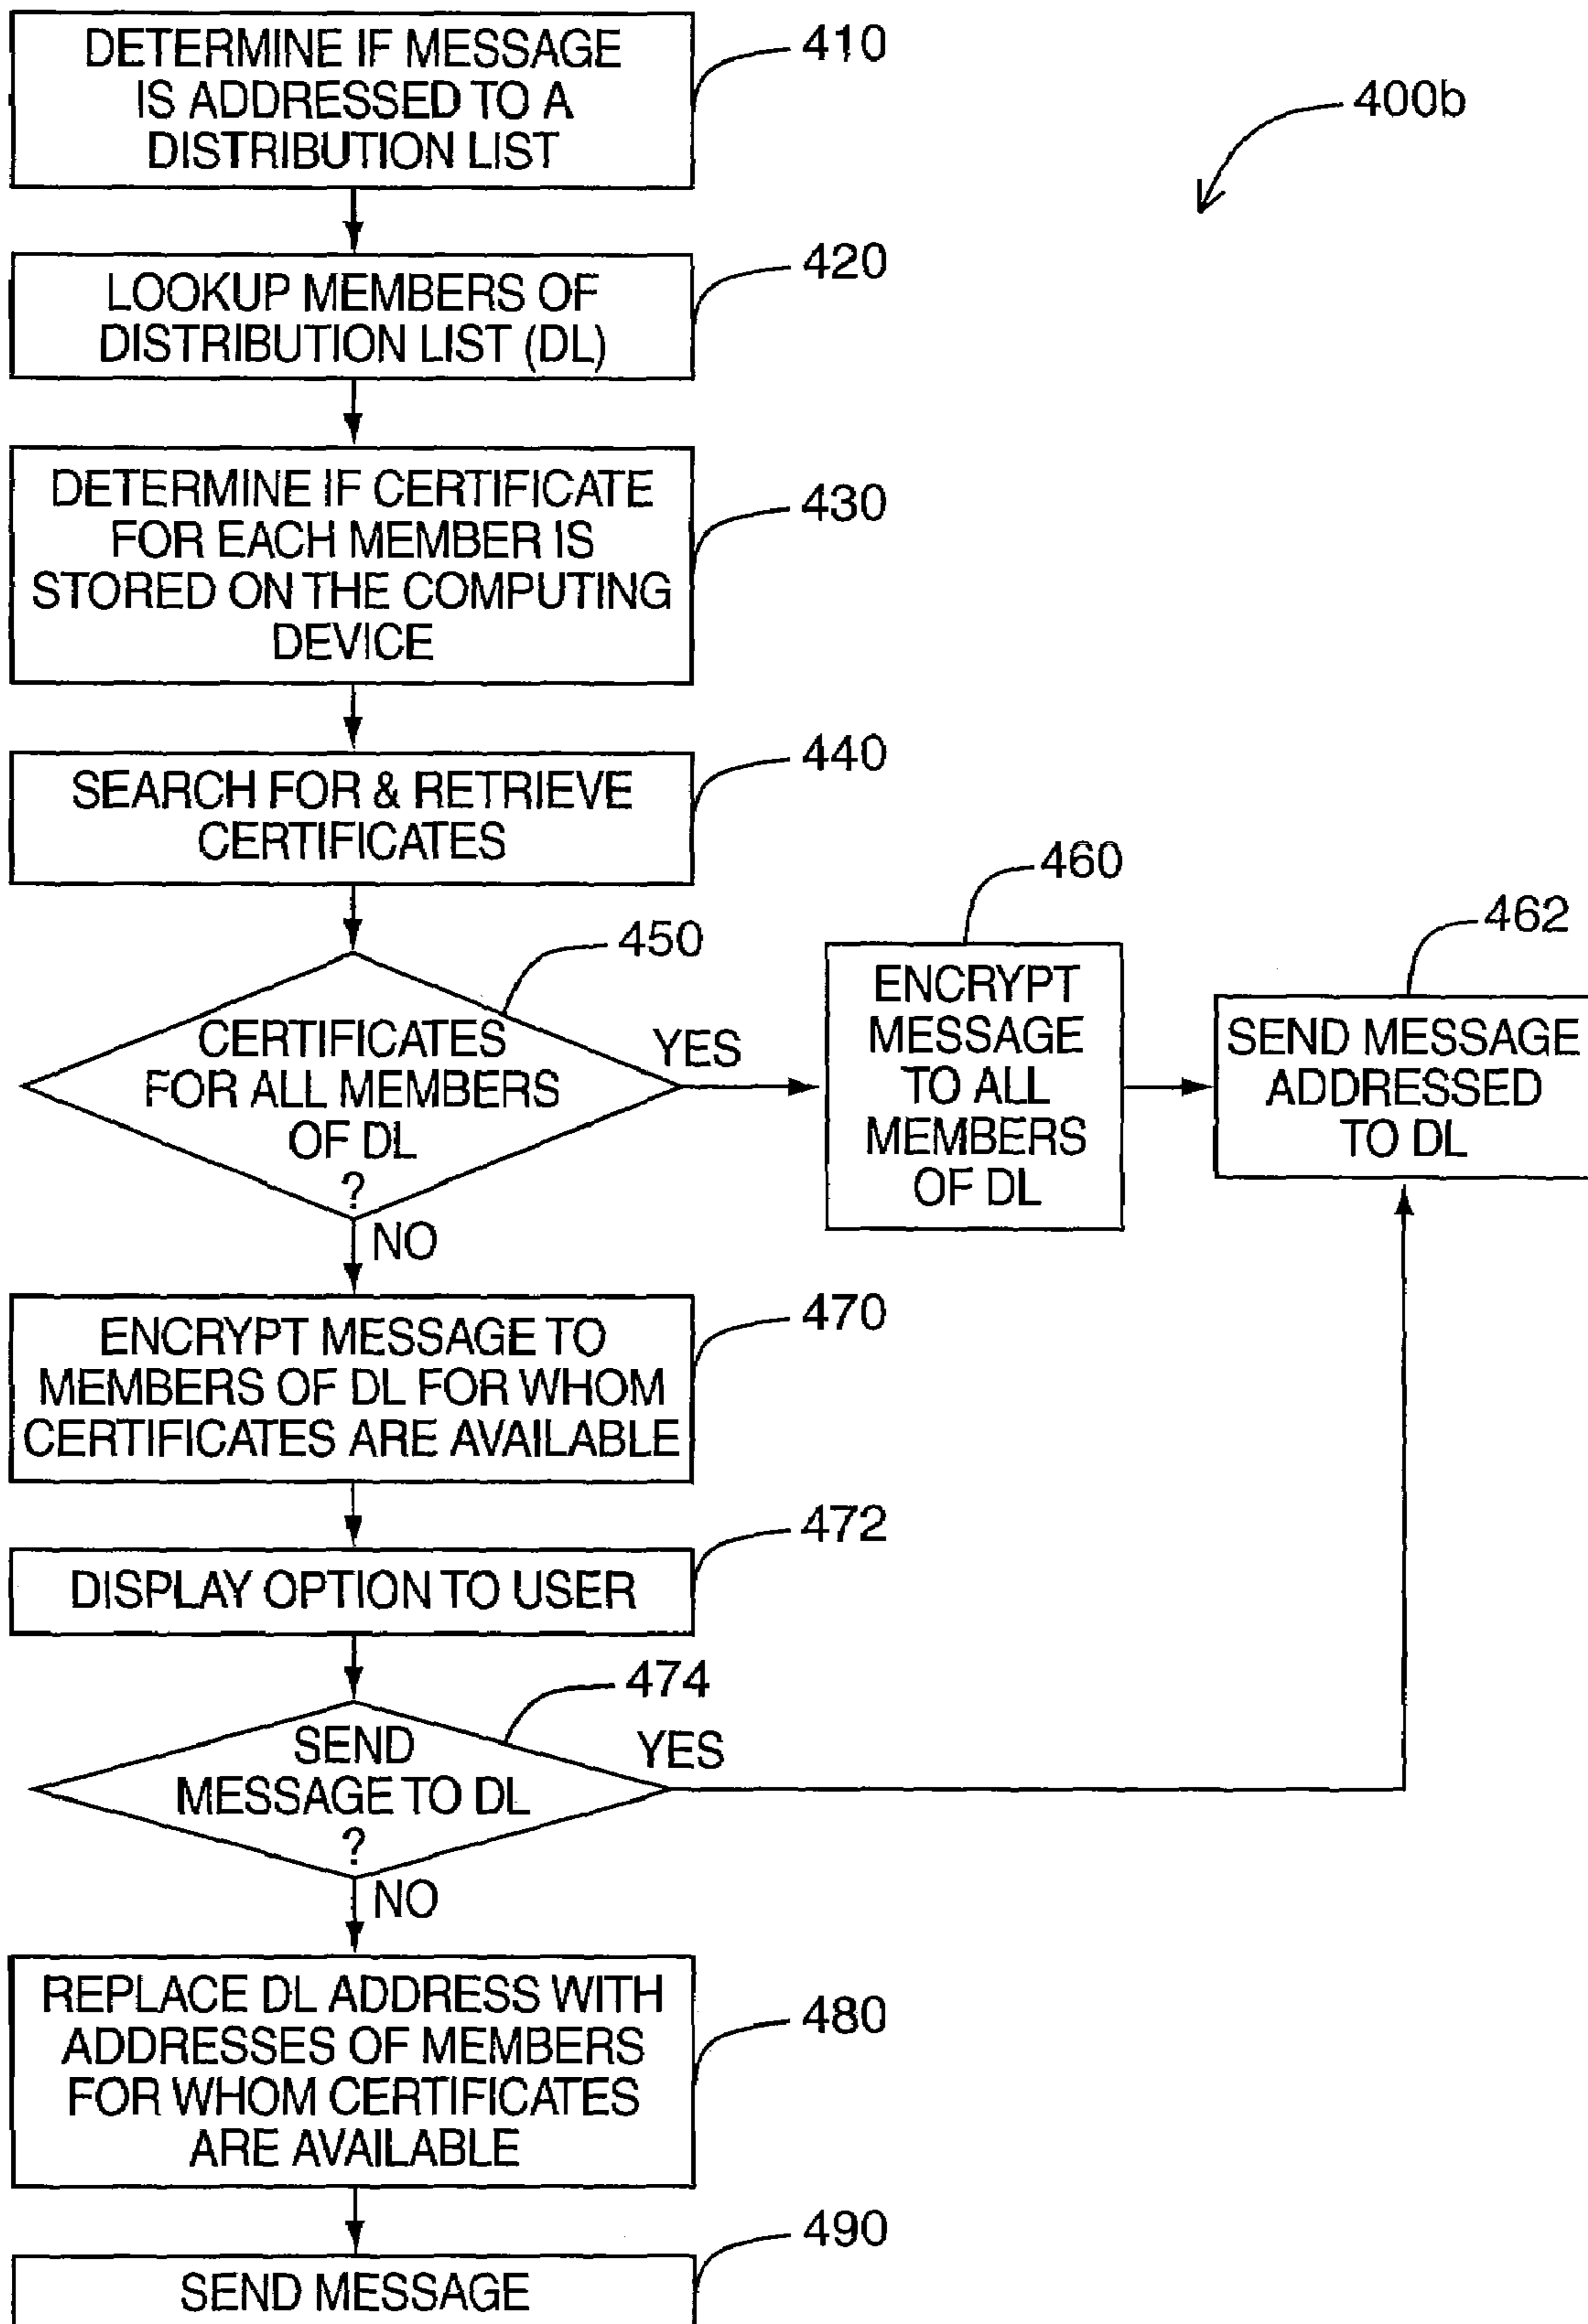 DETERMINE IF MESSAGE
IS ADDRESSED TO A
DISTRIBUTION LIST
410
400b
LOOKUP MEMBERS OF
DISTRIBUTION LIST (DL)
420
DETERMINE IF CERTIFICATE
FOR EACH MEMBER IS
STORED ON THE COMPUTING
DEVICE
430
SEARCH FOR & RETRIEVE
CERTIFICATES
440
CERTIFICATES
FOR ALL MEMBERS
OF DL
?
450
YES
NO
ENCRYPT
MESSAGE
TO ALL
MEMBERS
OF DL
460
SEND MESSAGE
ADDRESSED
TO DL
462
ENCRYPT MESSAGE TO
MEMBERS OF DL FOR WHOM
CERTIFICATES ARE AVAILABLE
470
DISPLAY OPTION TO USER
472
SEND
MESSAGE TO DL
?
474
YES
NO
REPLACE DL ADDRESS WITH
ADDRESSES OF MEMBERS
FOR WHOM CERTIFICATES
ARE AVAILABLE
480
SEND MESSAGE
490